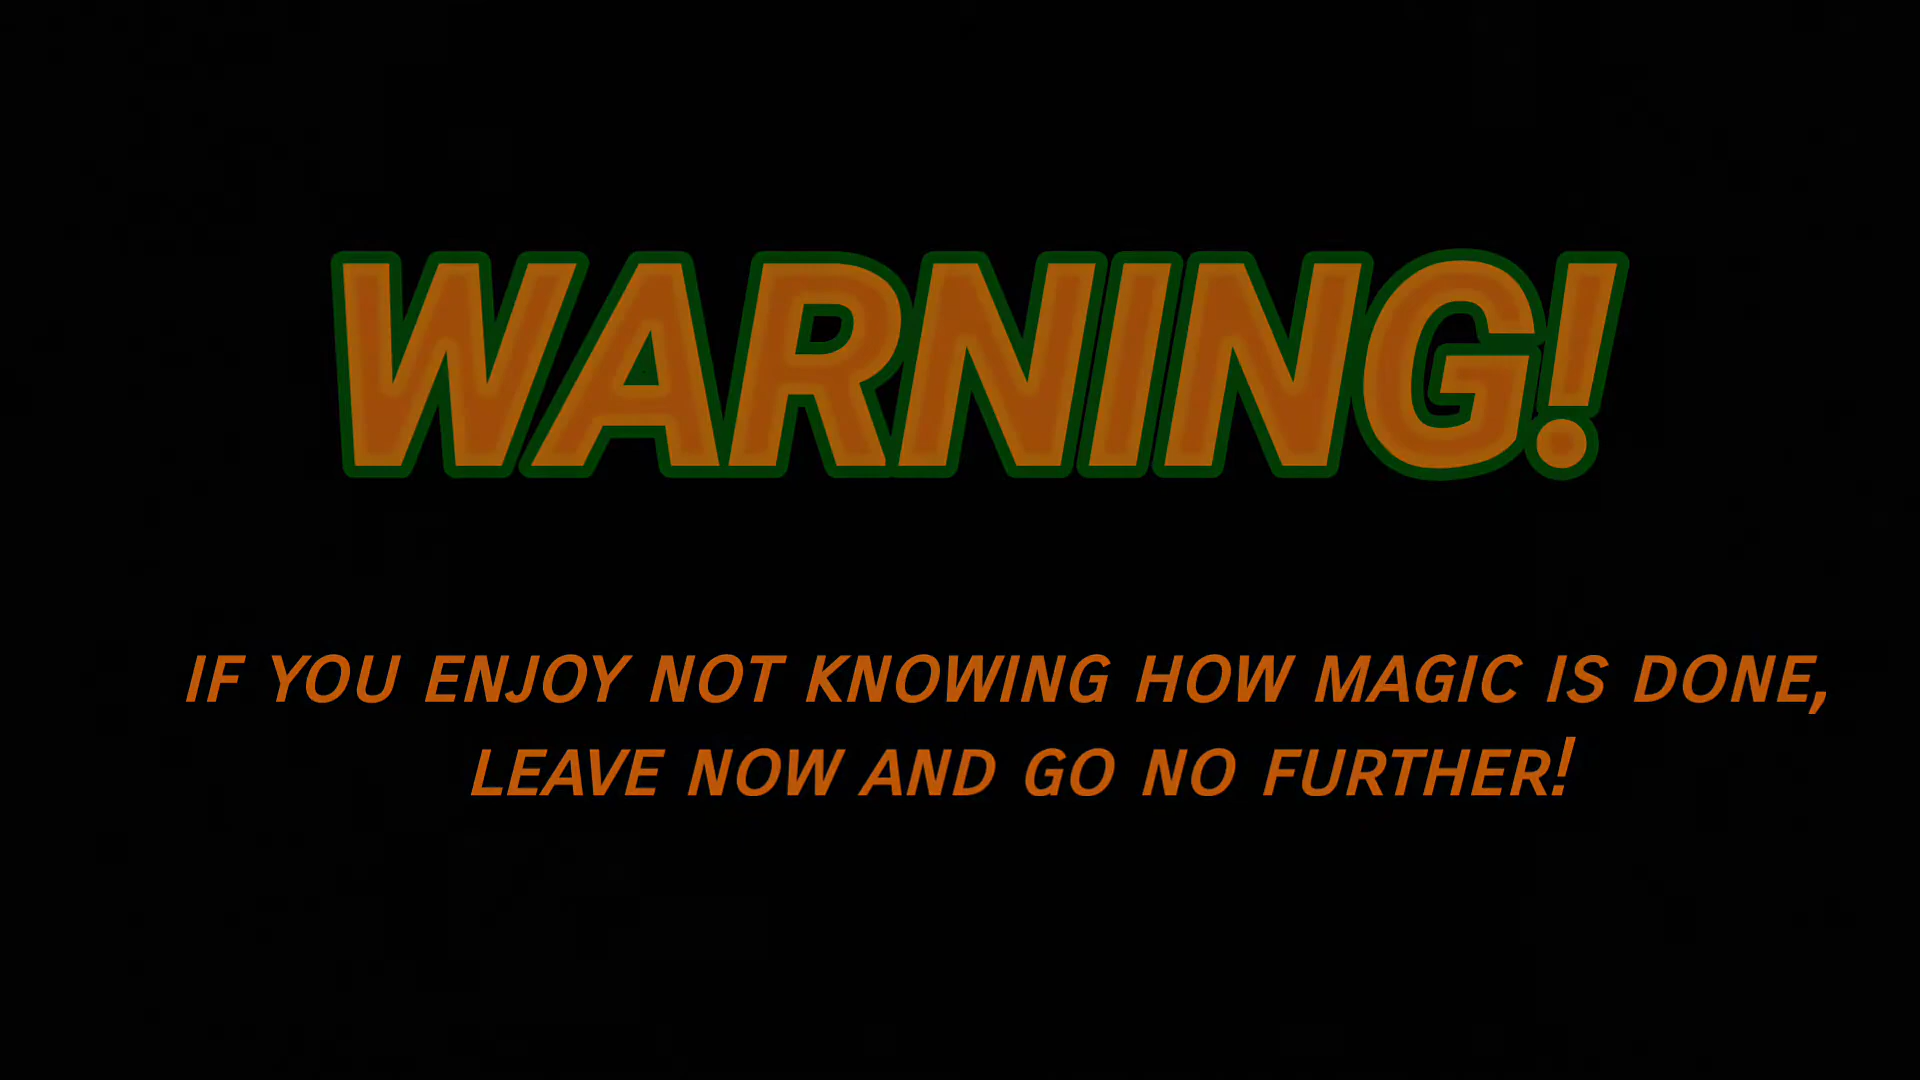 WARNING!
IF YOU ENJOY NOT KNOWING HOW MAGIC IS DONE,
LEAVE NOW AND GO NO FURTHER!